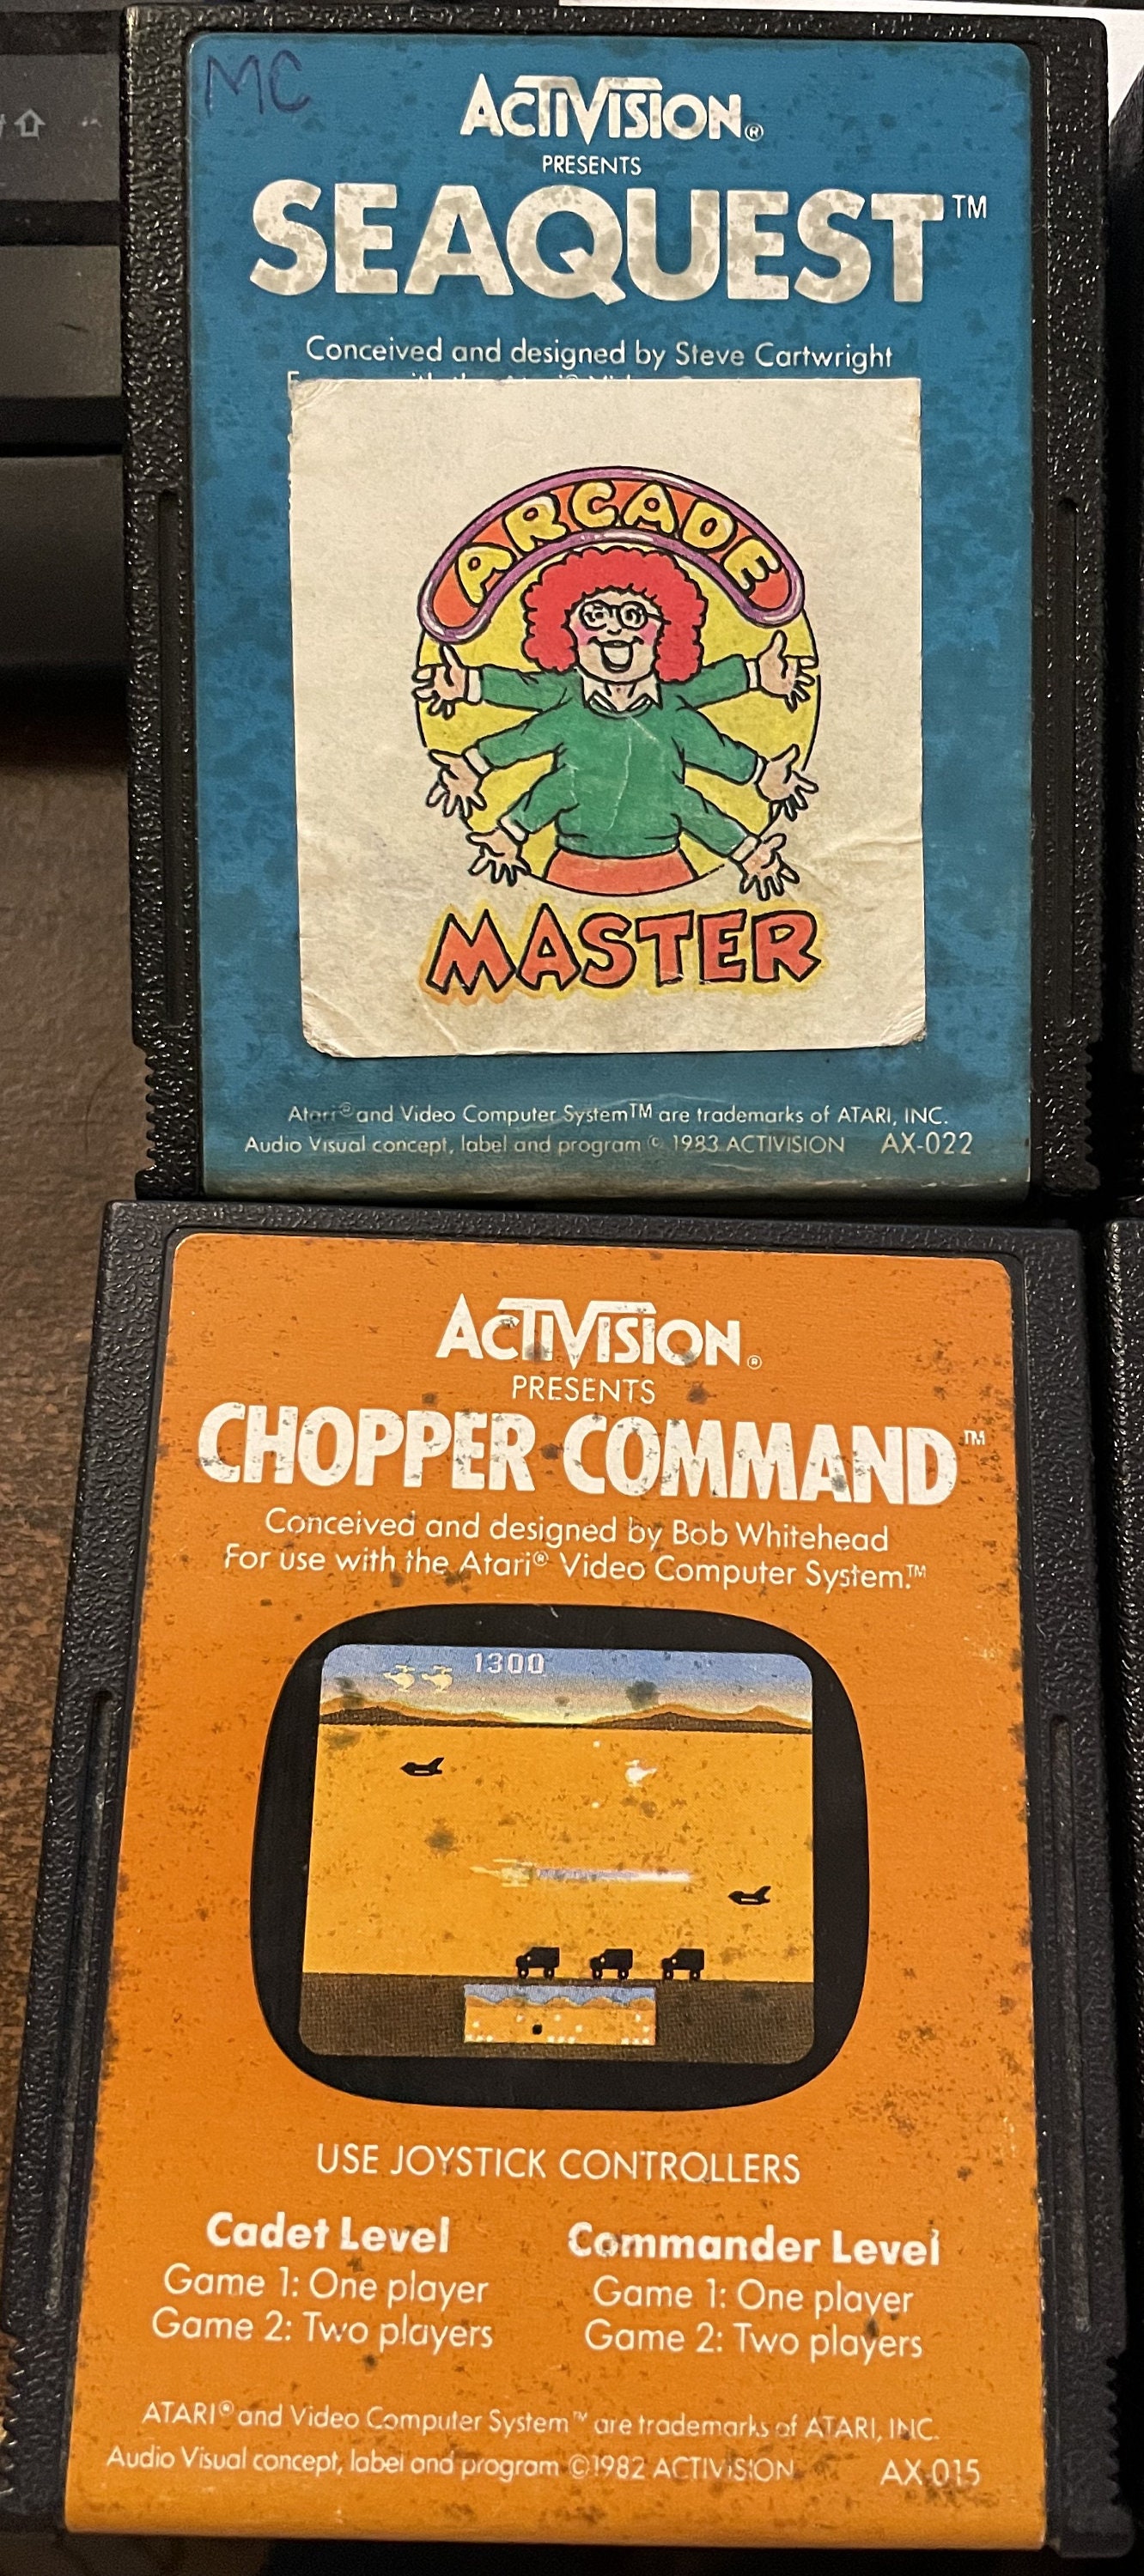 MC
ACTIVISION®
PRESENTS
SEAQUEST™
Conceived and designed by Steve Cartwright
ARCADE
MASTER
Atari® and Video Computer System™ are trademarks of ATARI, INC.
Audio Visual concept, label and program © 1983 ACTIVISION AX-022
ACTIVISION®
PRESENTS
CHOPPER COMMAND™
Conceived and designed by Bob Whitehead
For use with the Atari® Video Computer System.™
1300
USE JOYSTICK CONTROLLERS
Cadet Level
Game 1: One player
Game 2: Two players
Commander Level
Game 1: One player
Game 2: Two players
ATARI® and Video Computer System™ are trademarks of ATARI, INC.
Audio Visual concept, label and program ©1982 ACTIVISION AX-015